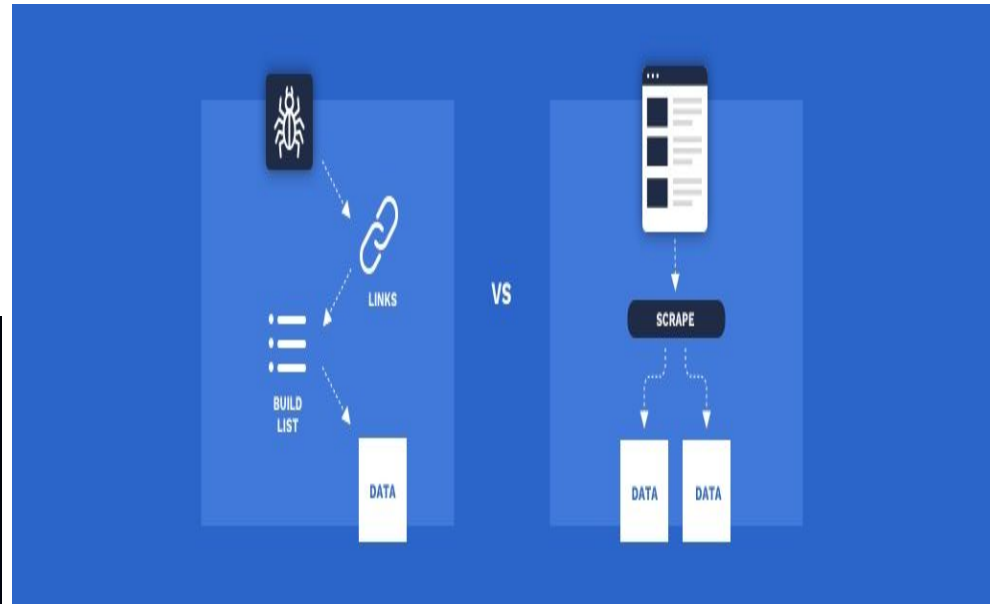 LINKS
BUILD
LIST
DATA
VS
SCRAPE
DATA
DATA